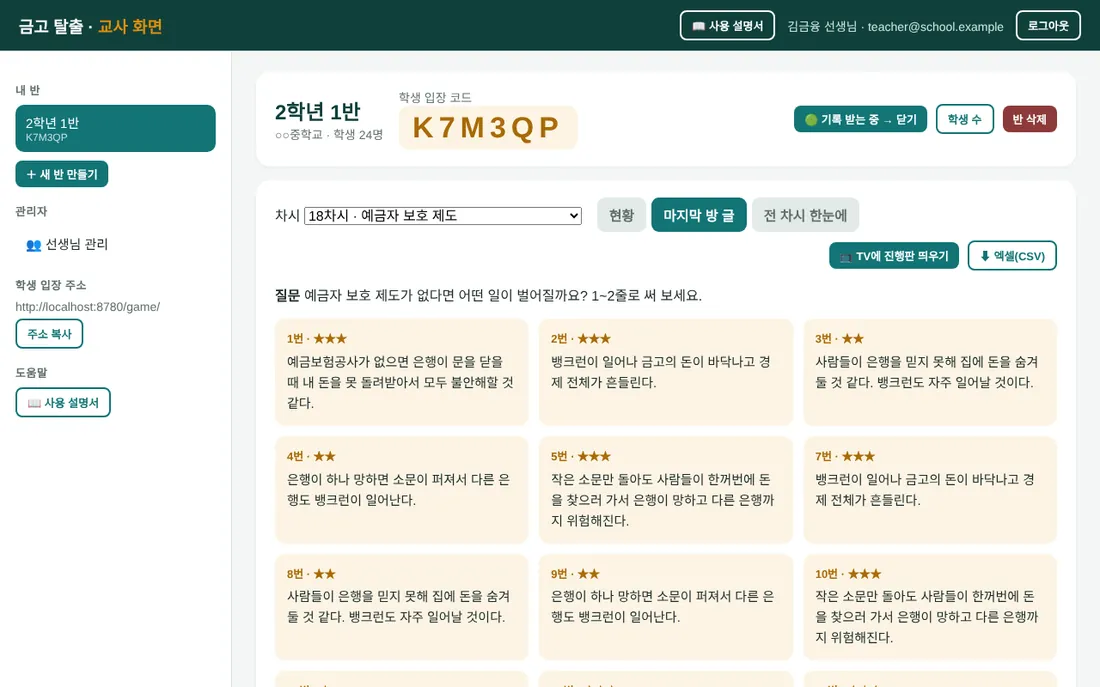 금고 탈출 · 교사 화면
📖 사용 설명서
김금융 선생님 · teacher@school.example
로그아웃
내 반
2학년 1반
K7M3QP
+ 새 반 만들기
관리자
👥 선생님 관리
학생 입장 주소
http://localhost:8780/game/
주소 복사
도움말
📖 사용 설명서
2학년 1반
○○중학교 · 학생 24명
학생 입장 코드
K7M3QP
🟢 기록 받는 중 → 닫기
학생 수
반 삭제
차시 18차시 · 예금자 보호 제도
현황
마지막 방 글
전 차시 한눈에
📺 TV에 진행판 띄우기
⬇ 엑셀(CSV)
질문 예금자 보호 제도가 없다면 어떤 일이 벌어질까요? 1~2줄로 써 보세요.
1번 · ★★★
예금보험공사가 없으면 은행이 문을 닫을
때 내 돈을 못 돌려받아서 모두 불안해할 것
같다.
2번 · ★★★
뱅크런이 일어나 금고의 돈이 바닥나고 경
제 전체가 흔들린다.
3번 · ★★
사람들이 은행을 믿지 못해 집에 돈을 숨겨
둘 것 같다. 뱅크런도 자주 일어날 것이다.
4번 · ★★
은행이 하나 망하면 소문이 퍼져서 다른 은
행도 뱅크런이 일어난다.
5번 · ★★★
작은 소문만 돌아도 사람들이 한꺼번에 돈
을 찾으러 가서 은행이 망하고 다른 은행까
지 위험해진다.
7번 · ★★★
뱅크런이 일어나 금고의 돈이 바닥나고 경
제 전체가 흔들린다.
8번 · ★★
사람들이 은행을 믿지 못해 집에 돈을 숨겨
둘 것 같다. 뱅크런도 자주 일어날 것이다.
9번 · ★★
은행이 하나 망하면 소문이 퍼져서 다른 은
행도 뱅크런이 일어난다.
10번 · ★★★
작은 소문만 돌아도 사람들이 한꺼번에 돈
을 찾으러 가서 은행이 망하고 다른 은행까
지 위험해진다.